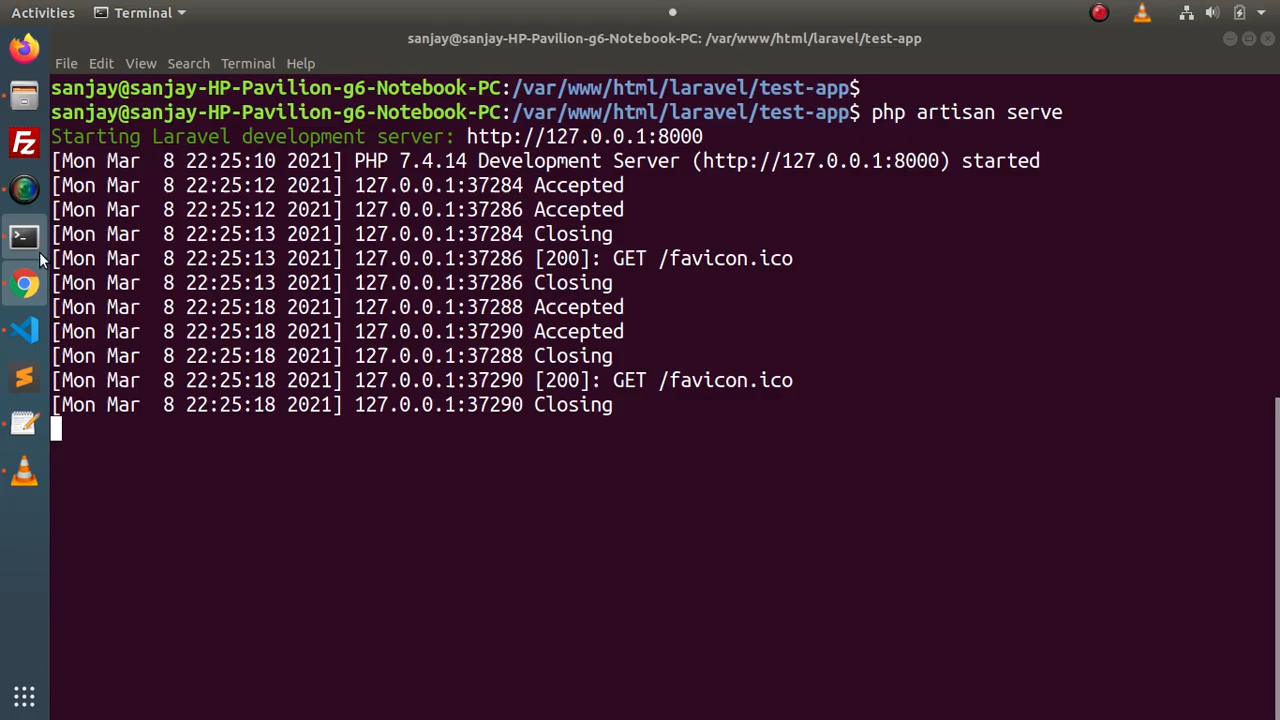 Activities Terminal
sanjay@sanjay-HP-Pavilion-g6-Notebook-PC: /var/www/html/laravel/test-app
File Edit View Search Terminal Help
sanjay@sanjay-HP-Pavilion-g6-Notebook-PC:/var/www/html/laravel/test-app$
sanjay@sanjay-HP-Pavilion-g6-Notebook-PC:/var/www/html/laravel/test-app$ php artisan serve
Starting Laravel development server: http://127.0.0.1:8000
[Mon Mar  8 22:25:10 2021] PHP 7.4.14 Development Server (http://127.0.0.1:8000) started
[Mon Mar  8 22:25:12 2021] 127.0.0.1:37284 Accepted
[Mon Mar  8 22:25:12 2021] 127.0.0.1:37286 Accepted
[Mon Mar  8 22:25:13 2021] 127.0.0.1:37284 Closing
[Mon Mar  8 22:25:13 2021] 127.0.0.1:37286 [200]: GET /favicon.ico
[Mon Mar  8 22:25:13 2021] 127.0.0.1:37286 Closing
[Mon Mar  8 22:25:18 2021] 127.0.0.1:37288 Accepted
[Mon Mar  8 22:25:18 2021] 127.0.0.1:37290 Accepted
[Mon Mar  8 22:25:18 2021] 127.0.0.1:37288 Closing
[Mon Mar  8 22:25:18 2021] 127.0.0.1:37290 [200]: GET /favicon.ico
[Mon Mar  8 22:25:18 2021] 127.0.0.1:37290 Closing